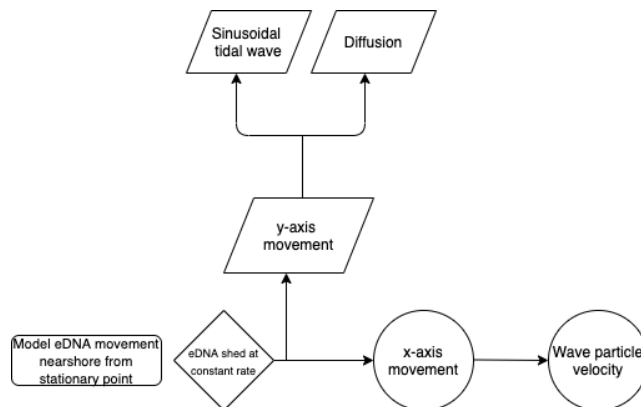 Sinusoidal
tidal wave
Diffusion
y-axis
movement
Model eDNA movement
nearshore from
stationary point
eDNA shed at
constant rate
x-axis
movement
Wave particle
velocity